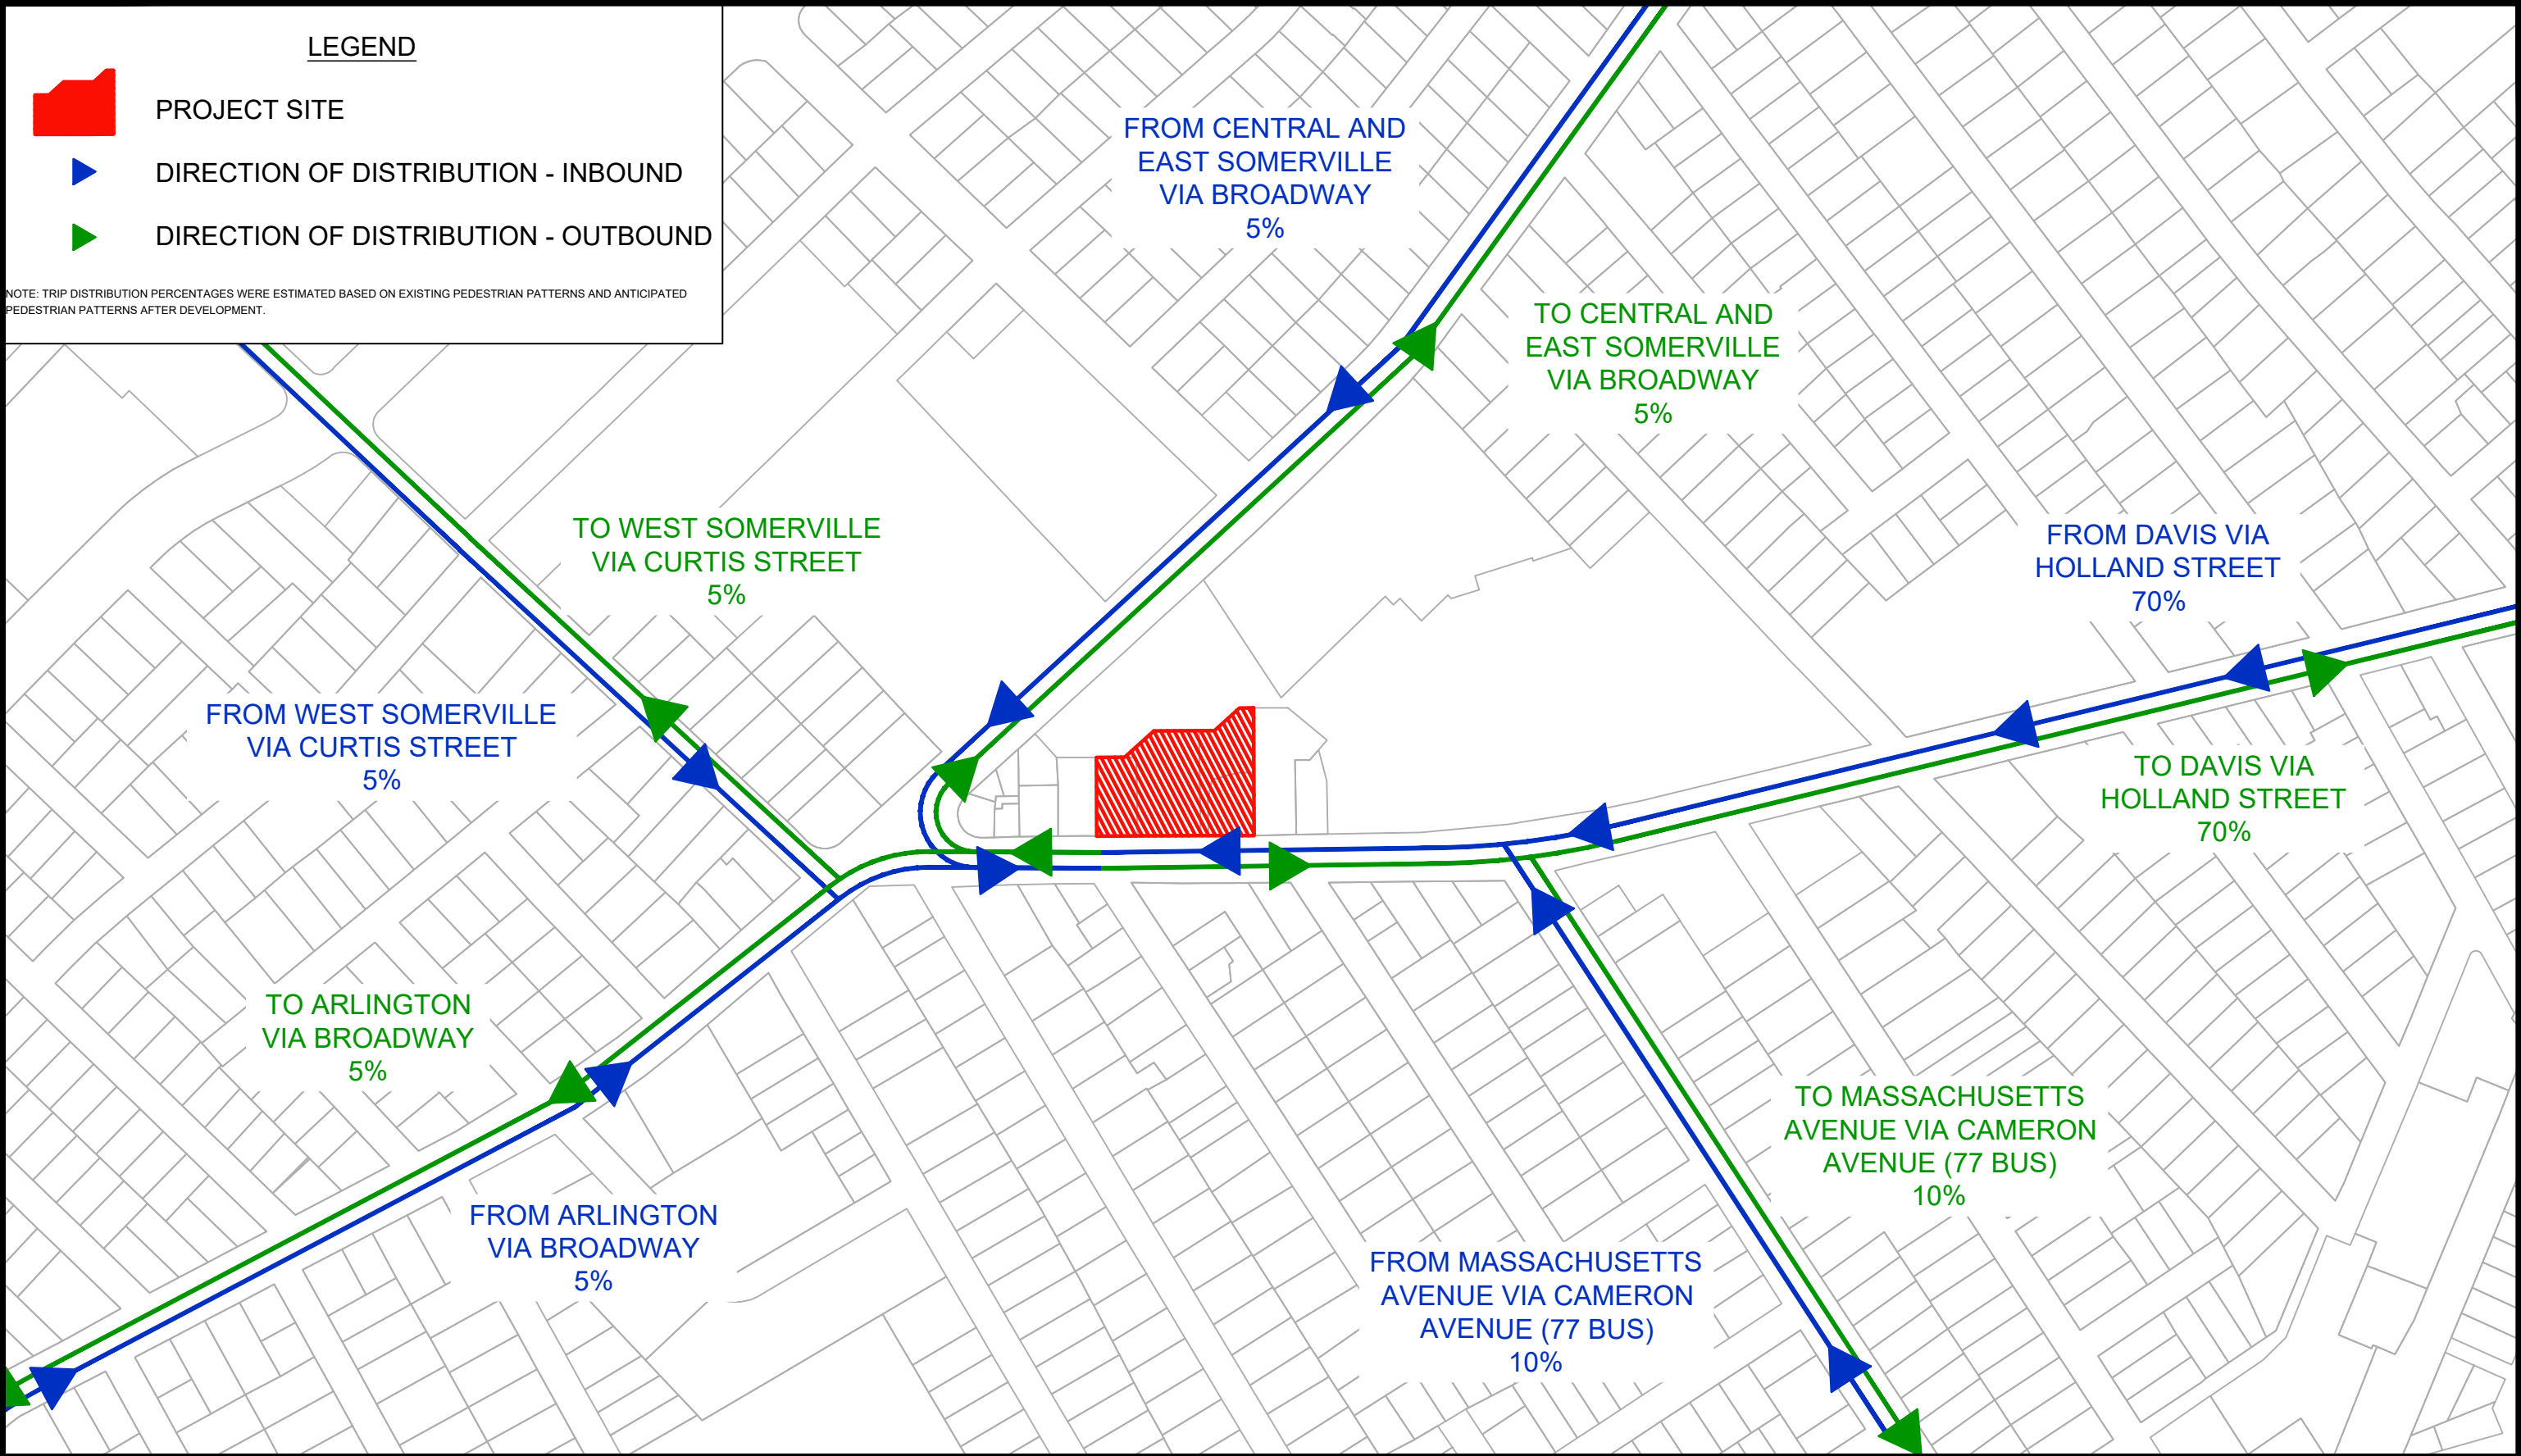 LEGEND
PROJECT SITE
DIRECTION OF DISTRIBUTION - INBOUND
DIRECTION OF DISTRIBUTION - OUTBOUND
NOTE: TRIP DISTRIBUTION PERCENTAGES WERE ESTIMATED BASED ON EXISTING PEDESTRIAN PATTERNS AND ANTICIPATED
PEDESTRIAN PATTERNS AFTER DEVELOPMENT.
FROM CENTRAL AND
EAST SOMERVILLE
VIA BROADWAY
5%
TO CENTRAL AND
EAST SOMERVILLE
VIA BROADWAY
5%
TO WEST SOMERVILLE
VIA CURTIS STREET
5%
FROM DAVIS VIA
HOLLAND STREET
70%
FROM WEST SOMERVILLE
VIA CURTIS STREET
5%
TO DAVIS VIA
HOLLAND STREET
70%
TO ARLINGTON
VIA BROADWAY
5%
TO MASSACHUSETTS
AVENUE VIA CAMERON
AVENUE (77 BUS)
10%
FROM ARLINGTON
VIA BROADWAY
5%
FROM MASSACHUSETTS
AVENUE VIA CAMERON
AVENUE (77 BUS)
10%